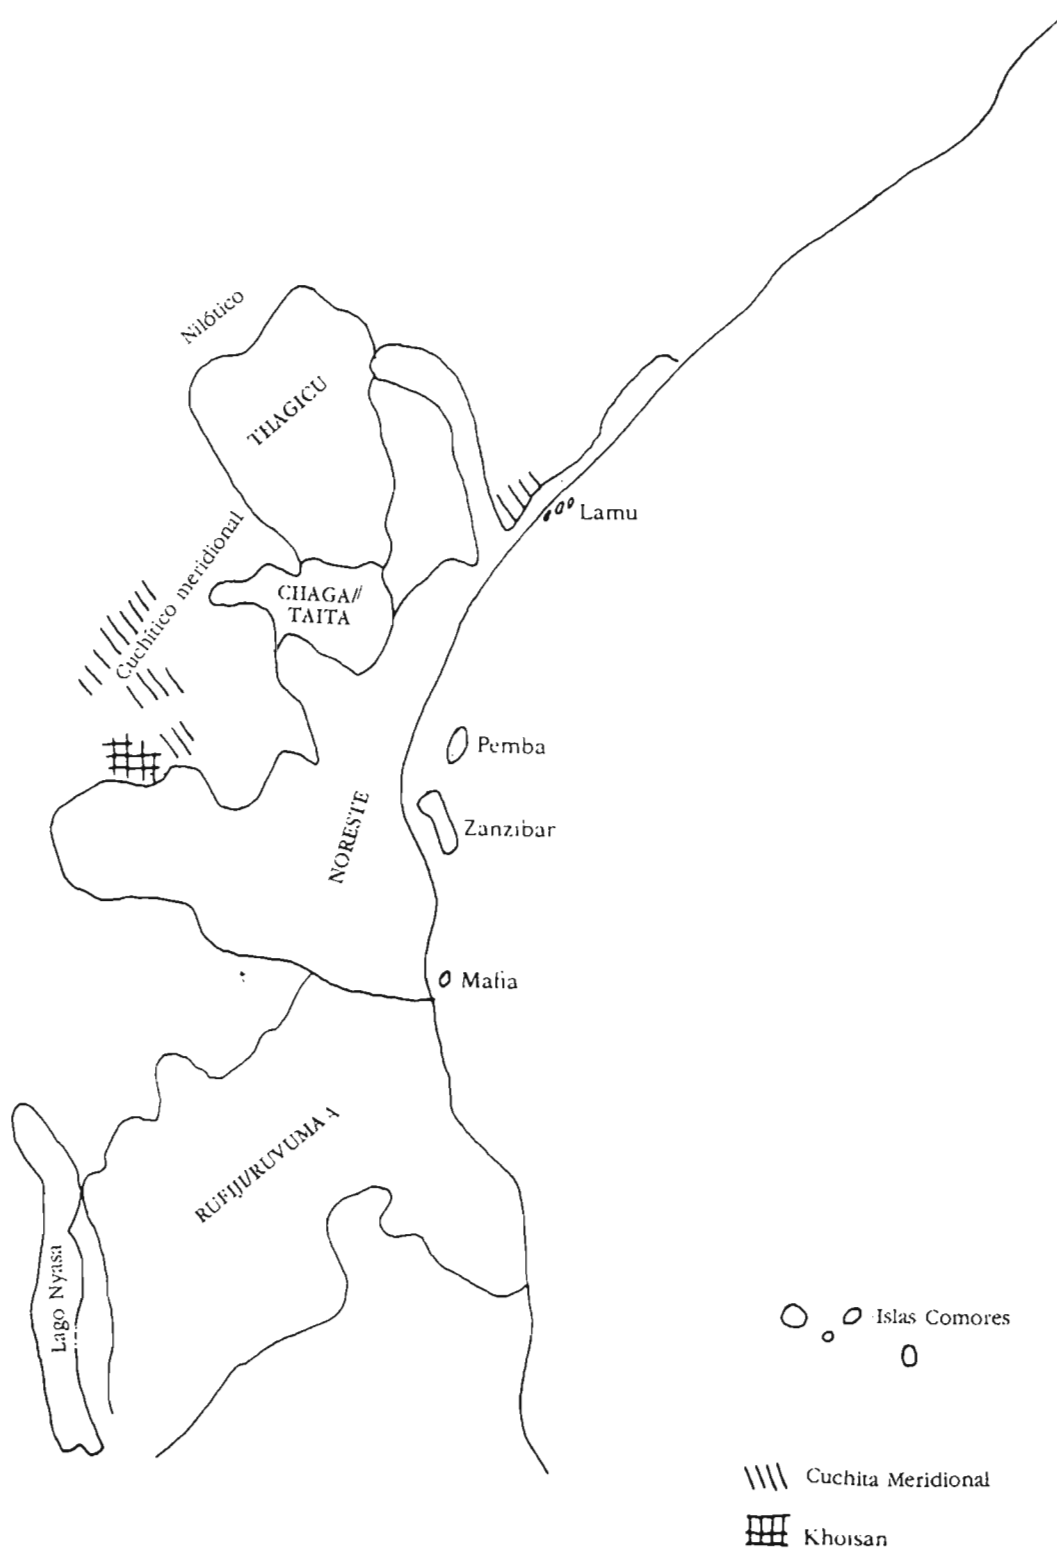 Nilótico
THAGICU
Lamu
Cuchítico meridional
CHAGA//
TAITA
Pemba
NORESTE
Zanzibar
Mafia
RUFIJI/RUVUMA A
Lago Nyasa
Islas Comores
Cuchita Meridional
Khoisan